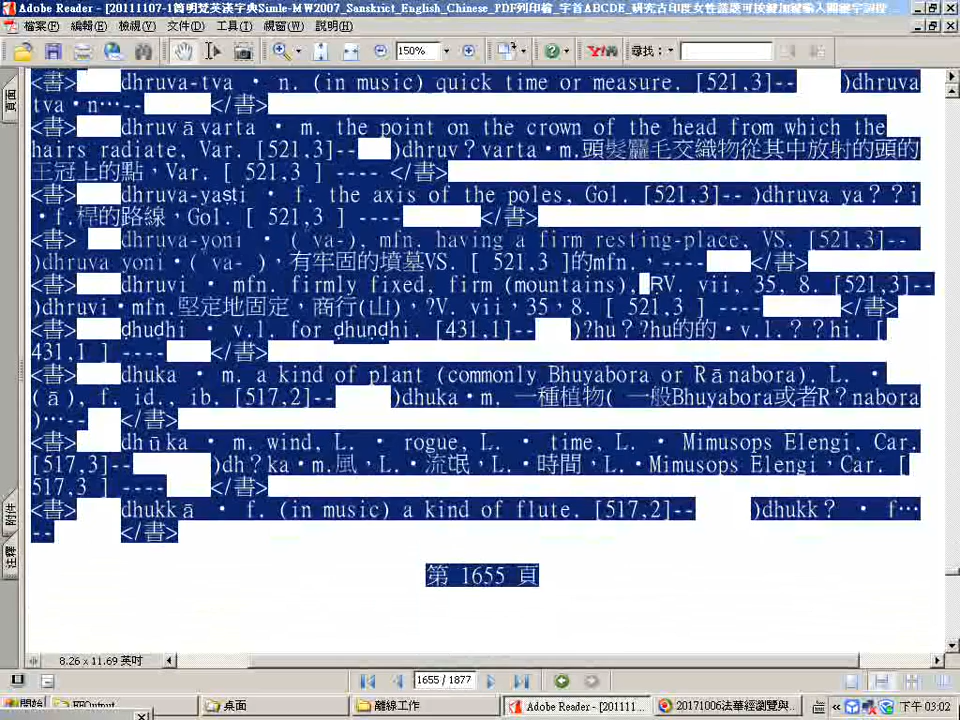 Adobe Reader - [20111107-1簡明梵英漢字典Simle-MW2007_Sanskrict_English_Chinese_PDF列印檔_字首ABCDE_研究古印度女性議題可按鍵輸入關鍵字詞搜
檔案(F) 編輯(E) 檢視(V) 文件(D) 工具(T) 視窗(W) 說明(H)
150% Y! 尋找:
頁面
<書> dhruva-tva • n. (in music) quick time or measure. [521,3]-- )dhruva
tva•n…-- </書>
<書> dhruvāvarta • m. the point on the crown of the head from which the
hairs radiate, Var. [521,3]-- )dhruv?varta•m.頭髮髒毛交織物從其中放射的頭的
王冠上的點,Var. [ 521,3 ] ---- </書>
<書> dhruva-yaṣṭi • f. the axis of the poles, Gol. [521,3]-- )dhruva ya??i
•f.桿的路線,Gol. [ 521,3 ] ---- </書>
<書> dhruva-yoni • (´va-), mfn. having a firm resting-place, VS. [521,3]--
)dhruva yoni•(´va- ),有牢固的墳墓VS. [ 521,3 ]的mfn.,---- </書>
<書> dhruvi • mfn. firmly fixed, firm (mountains), RV. vii, 35, 8. [521,3]--
)dhruvi•mfn.堅定地固定,商行(山),?V. vii,35,8. [ 521,3 ] ---- </書>
<書> ḍhuḍhi • v.l. for ḍhuṇḍhi. [431,1]-- )?hu??hu的的•v.l.??hi. [
431,1 ] ---- </書>
<書> dhuka • m. a kind of plant (commonly Bhuyabora or Rānabora), L. •
(ā), f. id., ib. [517,2]-- )dhuka•m. 一種植物( 一般Bhuyabora或者R?nabora
)…-- </書>
<書> dhūka • m. wind, L. • rogue, L. • time, L. • Mimusops Elengi, Car.
[517,3]-- )dh?ka•m.風,L.•流氓,L.•時間,L.•Mimusops Elengi,Car. [
517,3 ] ---- </書>
<書> dhukkā • f. (in music) a kind of flute. [517,2]-- )dhukk? • f…
-- </書>
第 1655 頁
附件
注釋
8.26 x 11.69 英吋
1655 / 1877
開始 FFOutput 桌面 離線工作 Adobe Reader - [201111... 20171006法華經瀏覽與... 下午 03:02